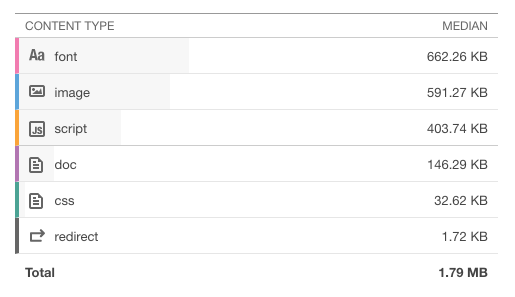 CONTENT TYPE MEDIAN
Aa font 662.26 KB
image 591.27 KB
JS script 403.74 KB
doc 146.29 KB
css 32.62 KB
redirect 1.72 KB
Total 1.79 MB